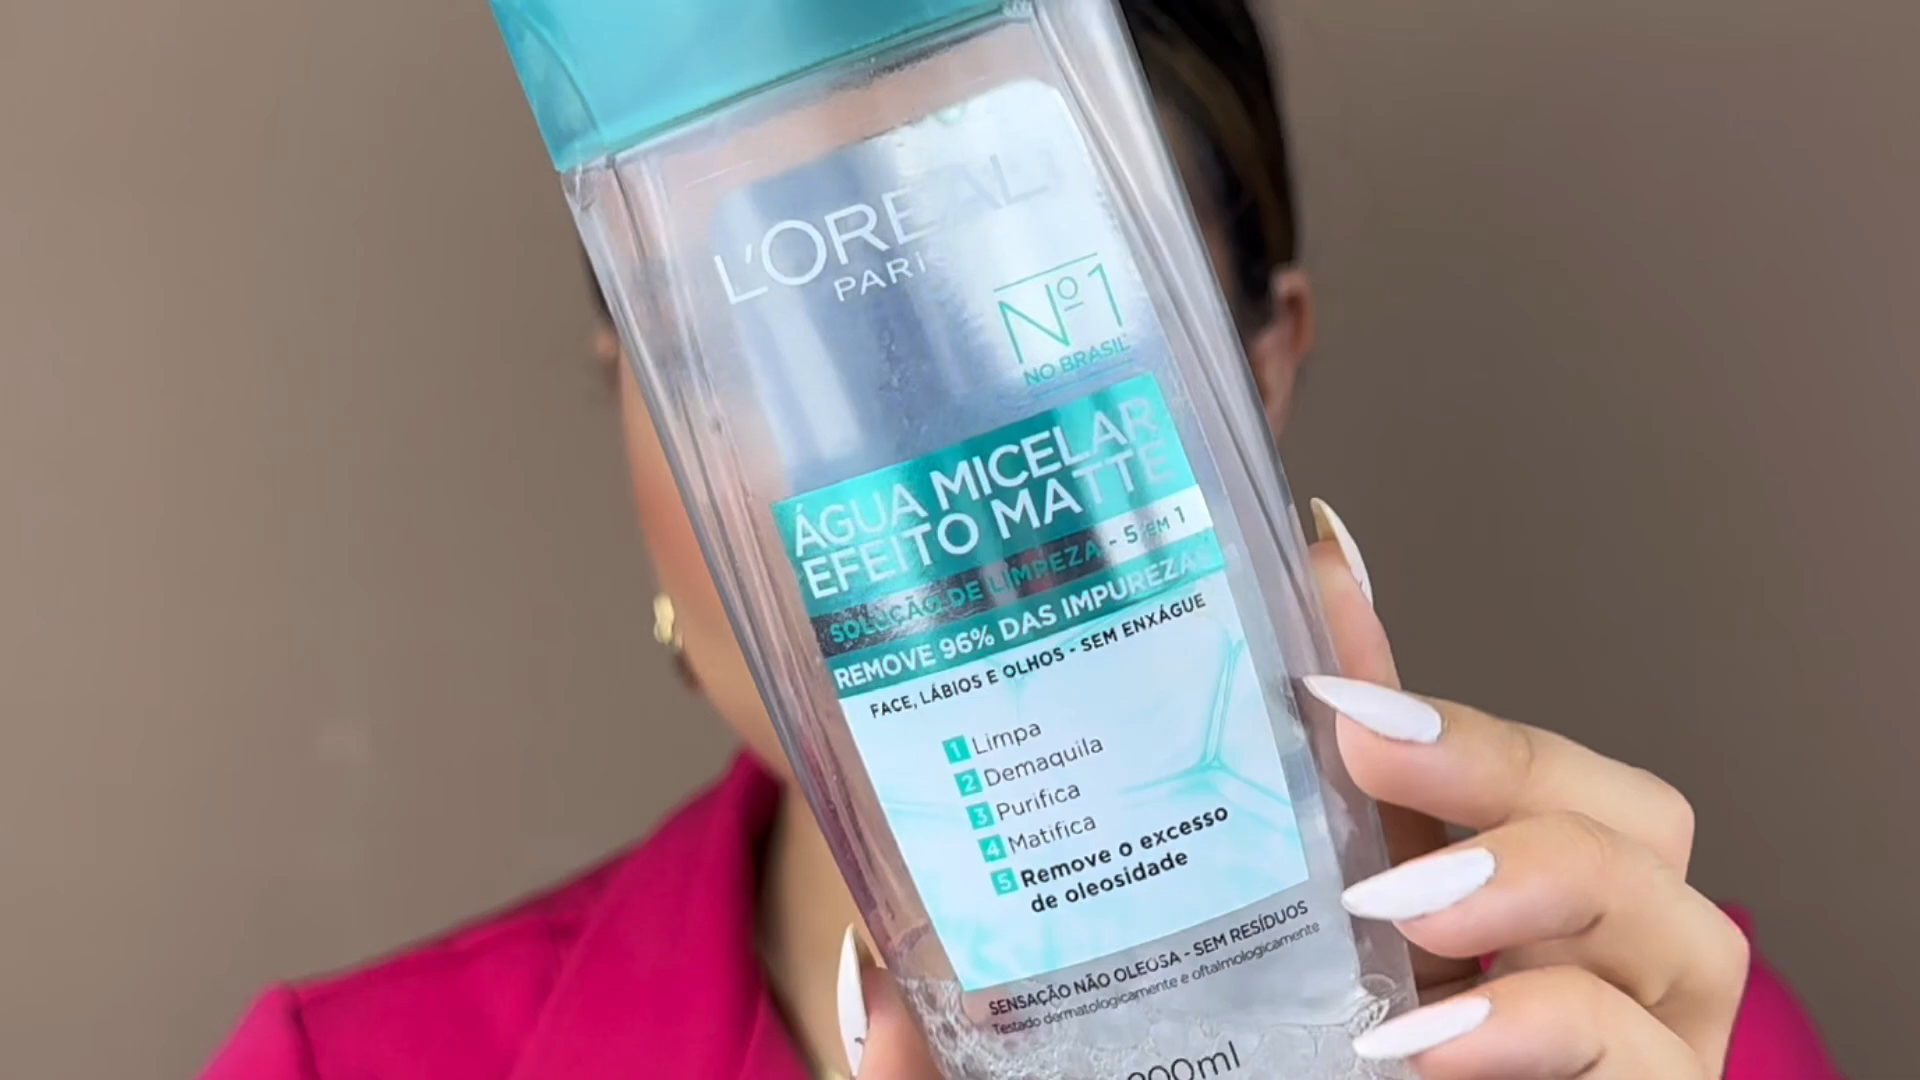 L'ORÉAL
PARIS
Nº1
NO BRASIL
ÁGUA MICELAR
EFEITO MATTE
SOLUÇÃO DE LIMPEZA - 5 EM 1
REMOVE 96% DAS IMPUREZAS
FACE, LÁBIOS E OLHOS - SEM ENXÁGUE
1 Limpa
2 Demaquila
3 Purifica
4 Matifica
5 Remove o excesso
de oleosidade
SENSAÇÃO NÃO OLEOSA - SEM RESÍDUOS
Testado dermatologicamente e oftalmologicamente